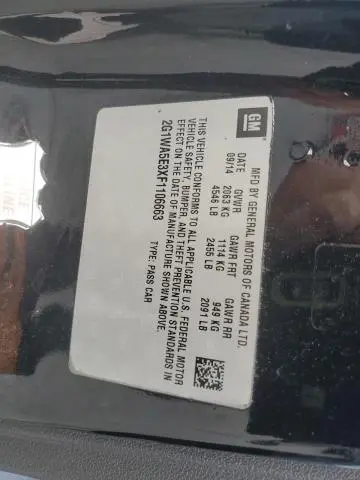 GM
MFD BY GENERAL MOTORS OF CANADA LTD.
DATE GVWR GAWR FRT GAWR RR
09/14 2063 KG 1114 KG 949 KG
4546 LB 2455 LB 2091 LB
THIS VEHICLE CONFORMS TO ALL APPLICABLE U.S. FEDERAL MOTOR
VEHICLE SAFETY, BUMPER, AND THEFT PREVENTION STANDARDS IN
EFFECT ON THE DATE OF MANUFACTURE SHOWN ABOVE.
2G1WA5E3XF1106663 TYPE: PASS CAR